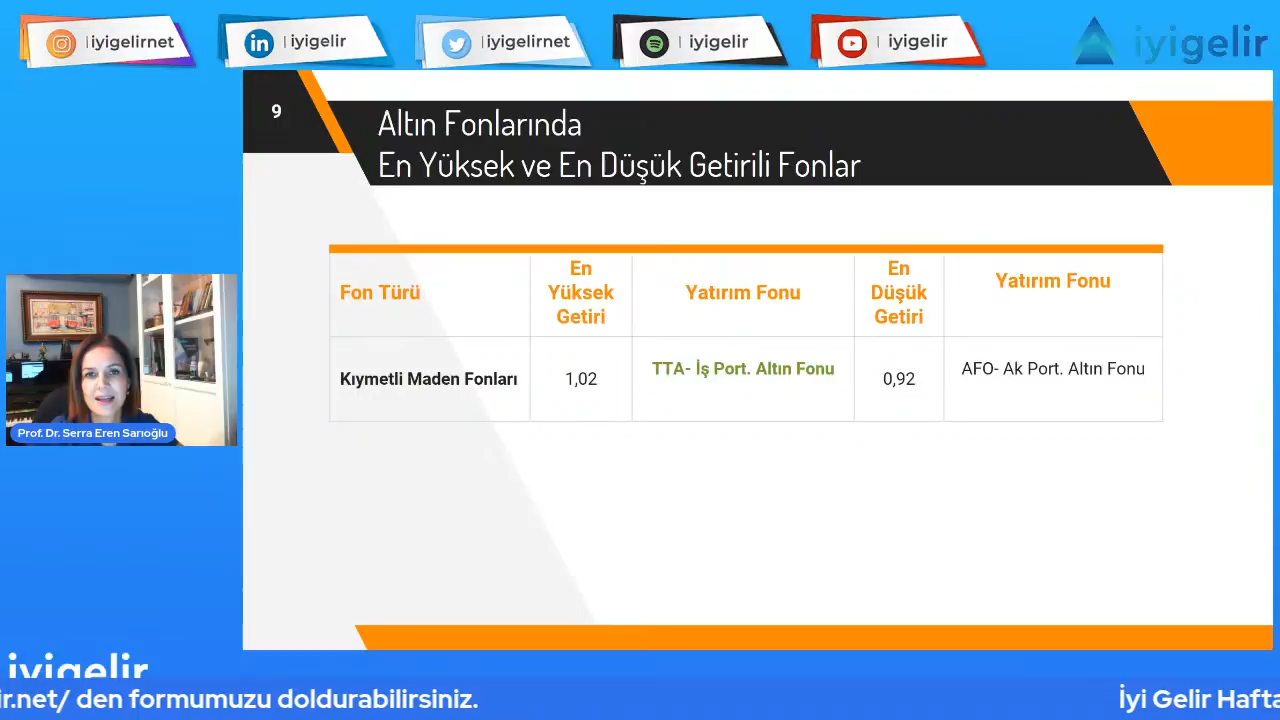 iyigelirnet
iyigelir
iyigelirnet
iyigelir
iyigelir
iyigelir
9
Altın Fonlarında
En Yüksek ve En Düşük Getirili Fonlar
Fon Türü
En
Yüksek
Getiri
Yatırım Fonu
En
Düşük
Getiri
Yatırım Fonu
Kıymetli Maden Fonları
1,02
TTA- İş Port. Altın Fonu
0,92
AFO- Ak Port. Altın Fonu
Prof. Dr. Serra Eren Sarıoğlu
iyigelir
ir.net/ den formumuzu doldurabilirsiniz.
İyi Gelir Hafta